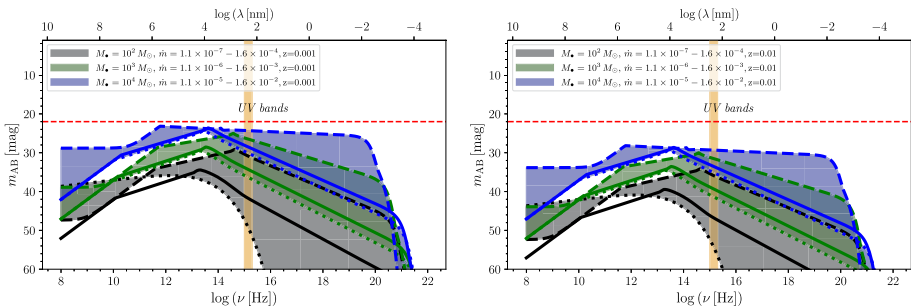 log (λ [nm])
10 8 6 4 2 0 −2 −4
M• = 10² M⊙, ṁ = 1.1 × 10⁻⁷ − 1.6 × 10⁻⁴, z=0.001
M• = 10³ M⊙, ṁ = 1.1 × 10⁻⁶ − 1.6 × 10⁻³, z=0.001
M• = 10⁴ M⊙, ṁ = 1.1 × 10⁻⁵ − 1.6 × 10⁻², z=0.001
UV bands
m_AB [mag]
10
20
30
40
50
60
8 10 12 14 16 18 20 22
log (ν [Hz])
log (λ [nm])
10 8 6 4 2 0 −2 −4
M• = 10² M⊙, ṁ = 1.1 × 10⁻⁷ − 1.6 × 10⁻⁴, z=0.01
M• = 10³ M⊙, ṁ = 1.1 × 10⁻⁶ − 1.6 × 10⁻³, z=0.01
M• = 10⁴ M⊙, ṁ = 1.1 × 10⁻⁵ − 1.6 × 10⁻², z=0.01
UV bands
m_AB [mag]
10
20
30
40
50
60
8 10 12 14 16 18 20 22
log (ν [Hz])